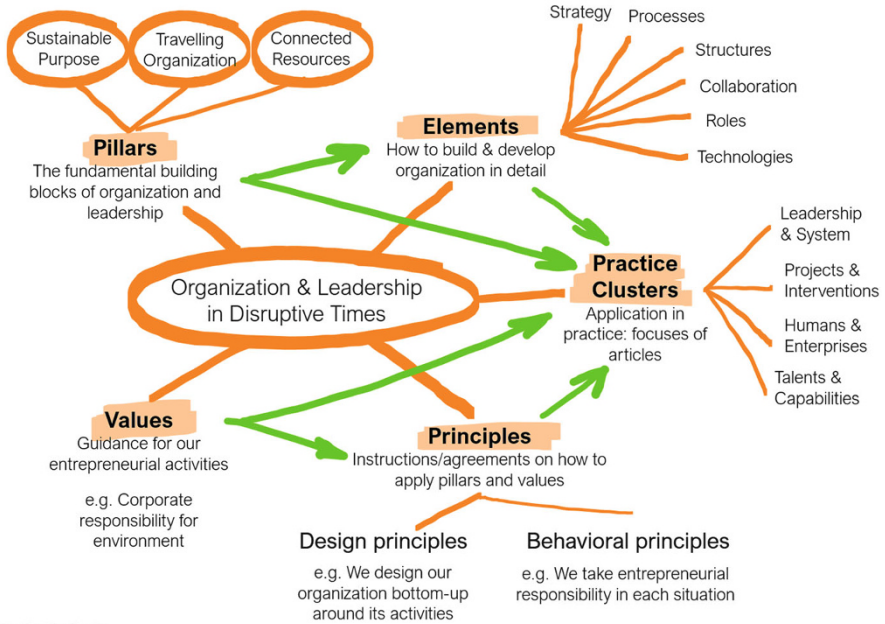 Sustainable
Purpose
Travelling
Organization
Connected
Resources
Strategy
Processes
Structures
Collaboration
Roles
Technologies
Pillars
The fundamental building
blocks of organization and
leadership
Elements
How to build & develop
organization in detail
Organization & Leadership
in Disruptive Times
Practice
Clusters
Application in
practice: focuses of
articles
Leadership
& System
Projects &
Interventions
Humans &
Enterprises
Talents &
Capabilities
Values
Guidance for our
entrepreneurial activities
e.g. Corporate
responsibility for
environment
Principles
Instructions/agreements on how to
apply pillars and values
Design principles
e.g. We design our
organization bottom-up
around its activities
Behavioral principles
e.g. We take entrepreneurial
responsibility in each situation